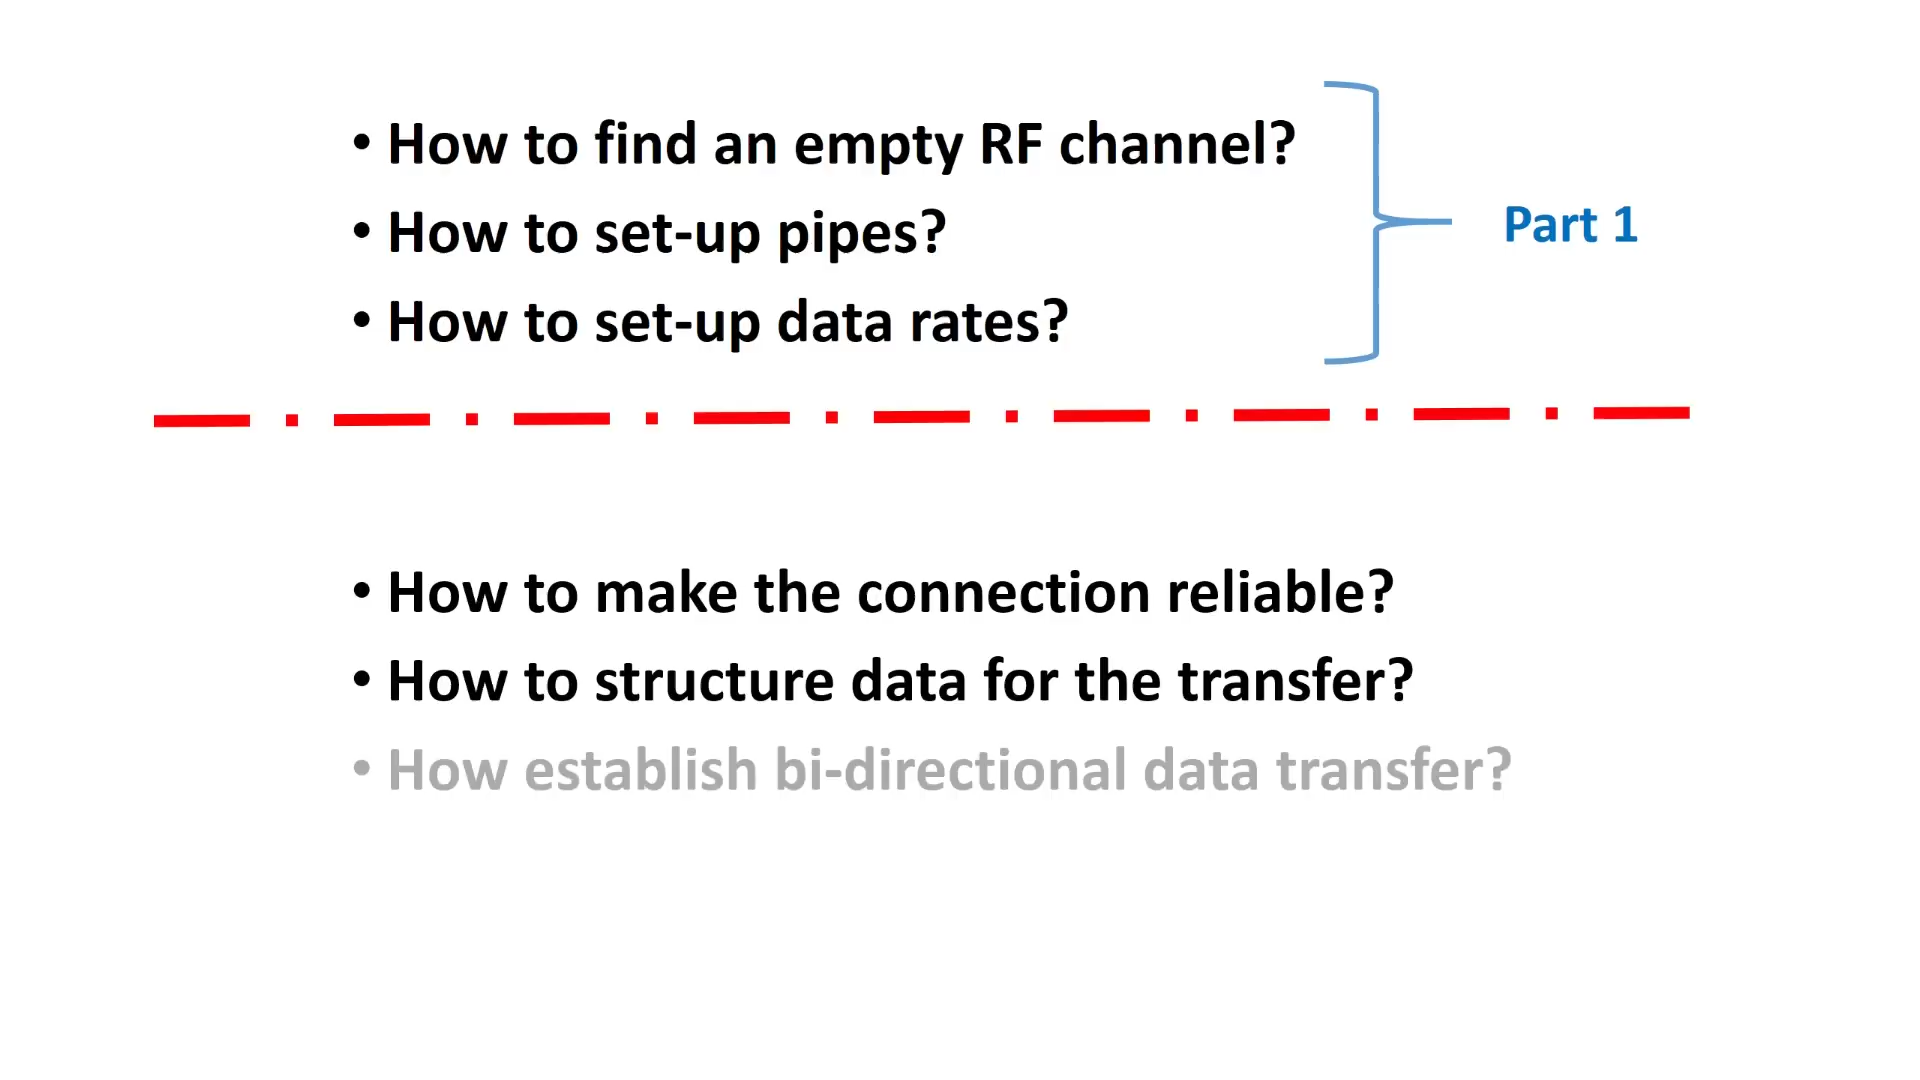 • How to find an empty RF channel?
• How to set-up pipes?
Part 1
• How to set-up data rates?
• How to make the connection reliable?
• How to structure data for the transfer?
• How establish bi-directional data transfer?